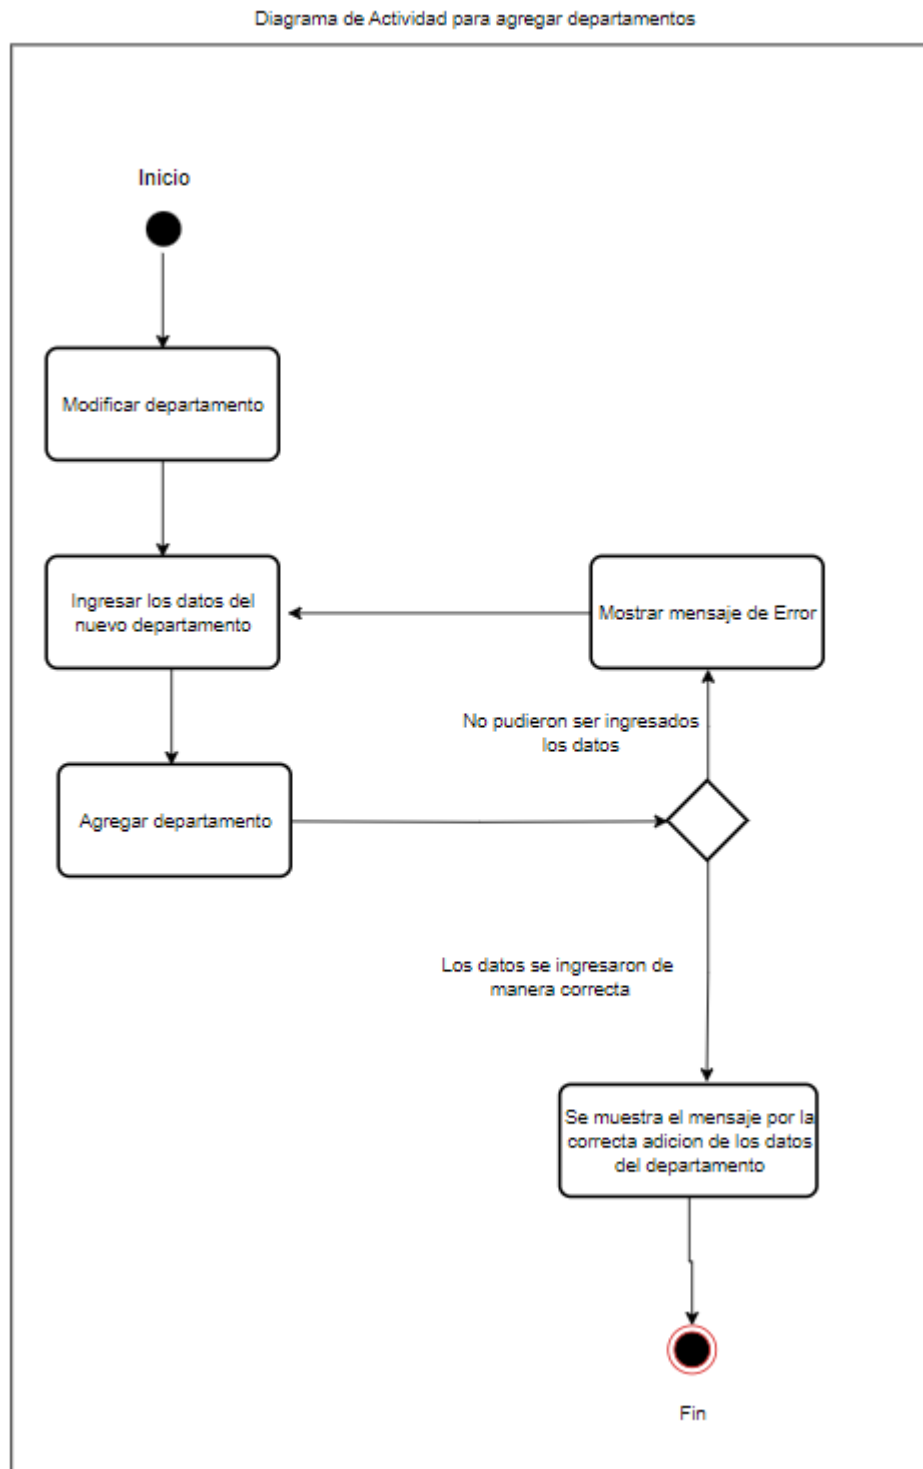 Diagrama de Actividad para agregar departamentos
Inicio
Modificar departamento
Ingresar los datos del
nuevo departamento
Mostrar mensaje de Error
No pudieron ser ingresados
los datos
Agregar departamento
Los datos se ingresaron de
manera correcta
Se muestra el mensaje por la
correcta adicion de los datos
del departamento
Fin